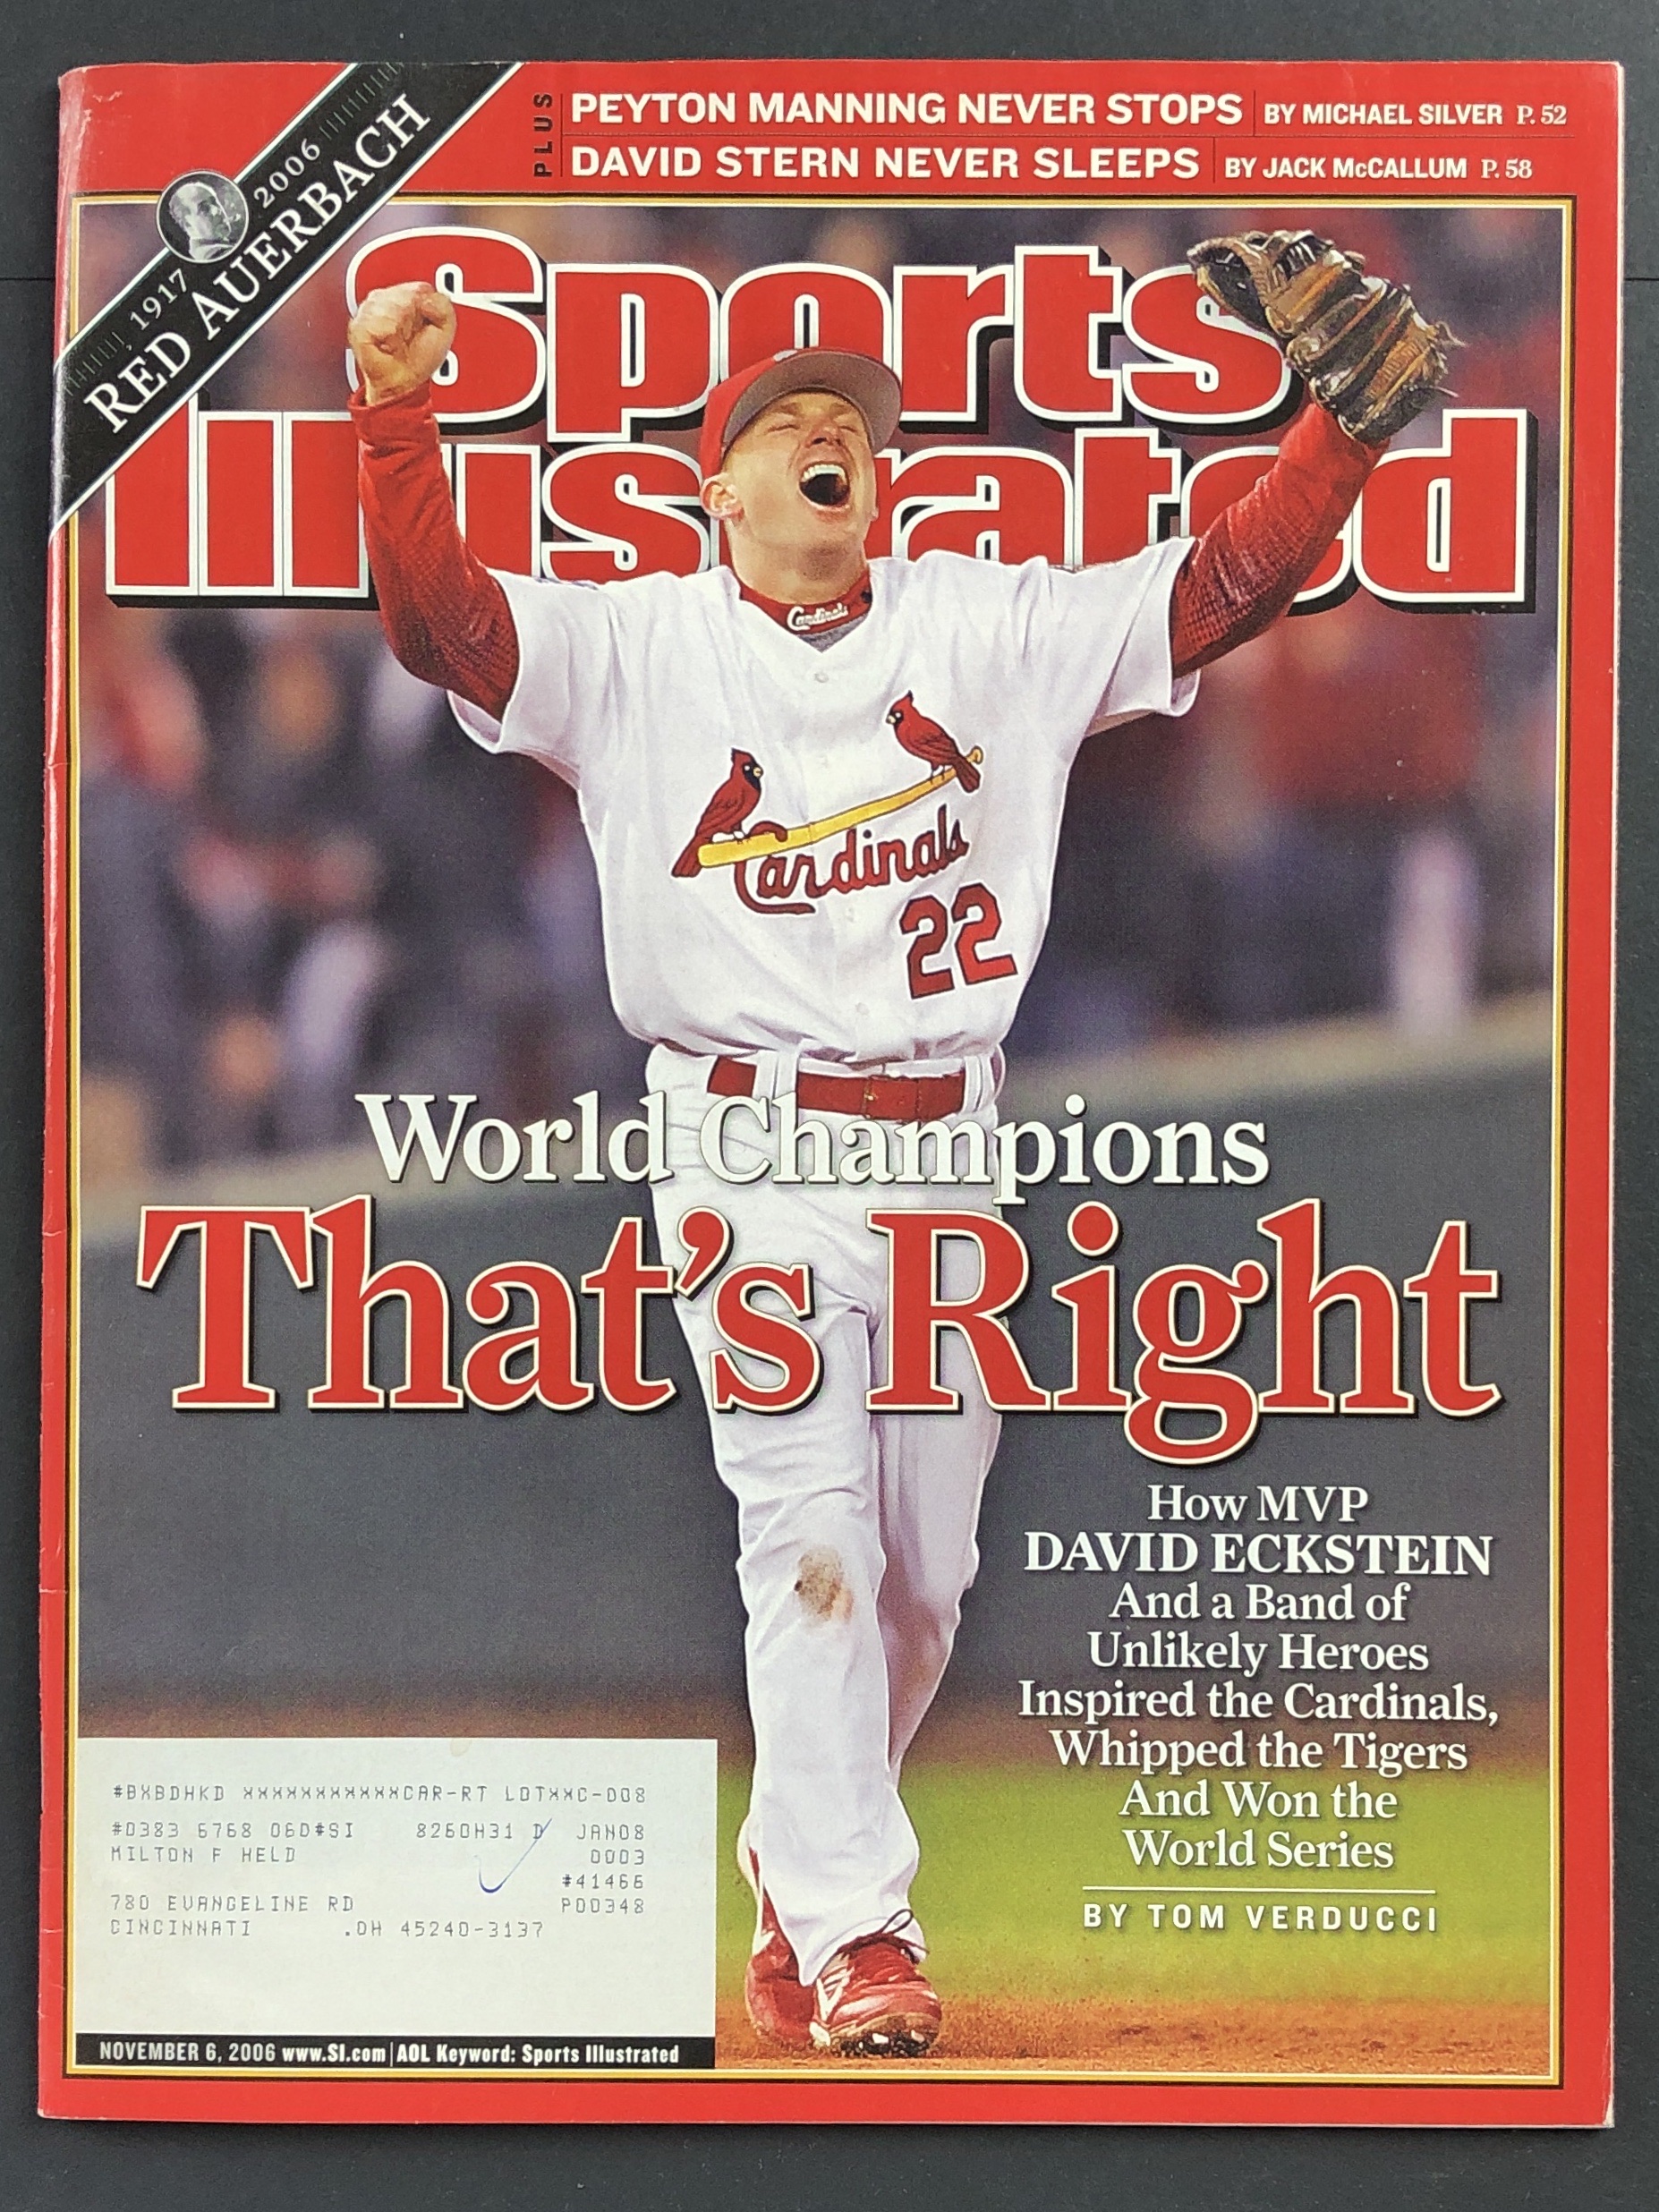 PLUS
PEYTON MANNING NEVER STOPS BY MICHAEL SILVER P. 52
DAVID STERN NEVER SLEEPS BY JACK McCALLUM P. 58
1917 2006
RED AUERBACH
Sports
Illustrated
Cardinals
Cardinals
22
World Champions
That's Right
How MVP
DAVID ECKSTEIN
And a Band of
Unlikely Heroes
Inspired the Cardinals,
Whipped the Tigers
And Won the
World Series
BY TOM VERDUCCI
#BXBDHKD XXXXXXXXXXXCAR-RT LOTXXC-008
#0383 6768 06D#SI 8260H31 D JAN08
MILTON F HELD 0003
#41466
780 EVANGELINE RD P00348
CINCINNATI .OH 45240-3137
NOVEMBER 6, 2006 www.SI.com | AOL Keyword: Sports Illustrated